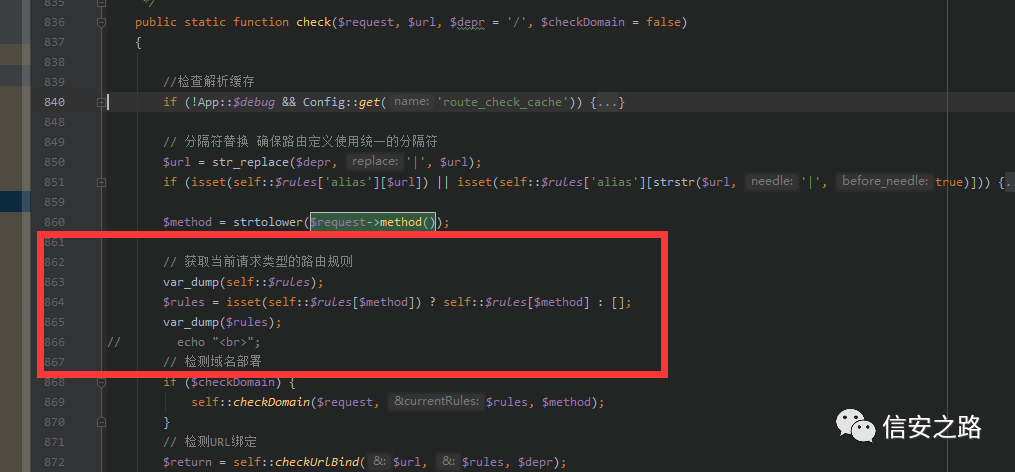 835 */
836 public static function check($request, $url, $depr = '/', $checkDomain = false)
837 {
838
839 //检查解析缓存
840 if (!App::$debug && Config::get( name: 'route_check_cache')) {...}
848
849 // 分隔符替换 确保路由定义使用统一的分隔符
850 $url = str_replace($depr, replace: '|', $url);
851 if (isset(self::$rules['alias'][$url]) || isset(self::$rules['alias'][strstr($url, needle: '|', before_needle: true)])) {..
859
860 $method = strtolower($request->method());
861
862 // 获取当前请求类型的路由规则
863 var_dump(self::$rules);
864 $rules = isset(self::$rules[$method]) ? self::$rules[$method] : [];
865 var_dump($rules);
866 // echo "<br>";
867 // 检测域名部署
868 if ($checkDomain) {
869 self::checkDomain($request, &currentRules: $rules, $method);
870 }
871 // 检测URL绑定
872 $return = self::checkUrlBind( &: $url, &: $rules, $depr);
信安之路